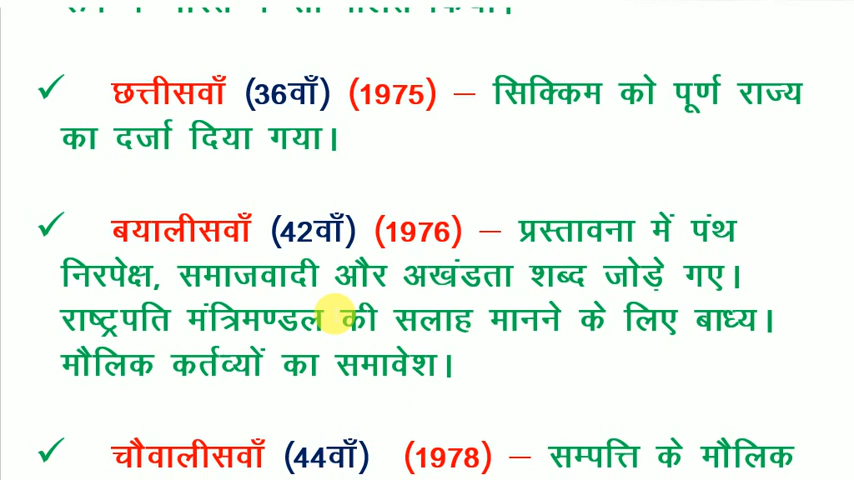 ✓ छत्तीसवाँ (36वाँ) (1975) – सिक्किम को पूर्ण राज्य
का दर्जा दिया गया।
✓ बयालीसवाँ (42वाँ) (1976) – प्रस्तावना में पंथ
निरपेक्ष, समाजवादी और अखंडता शब्द जोड़े गए।
राष्ट्रपति मंत्रिमण्डल की सलाह मानने के लिए बाध्य।
मौलिक कर्तव्यों का समावेश।
✓ चौवालीसवाँ (44वाँ) (1978) – सम्पत्ति के मौलिक